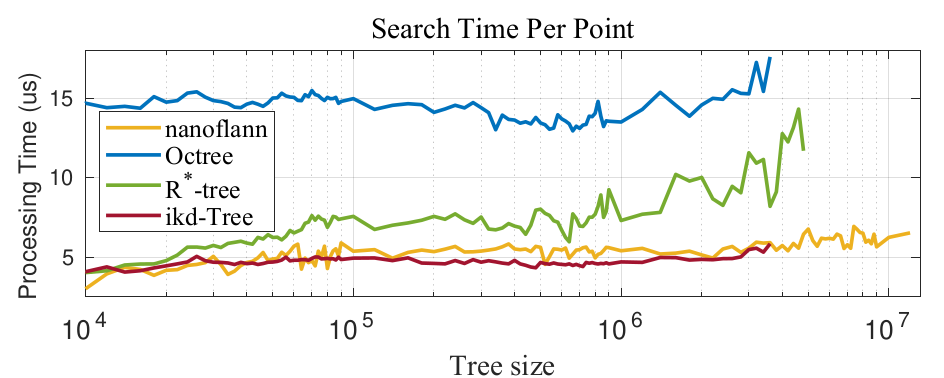 Search Time Per Point
Processing Time (us)
15
10
5
nanoflann
Octree
R*-tree
ikd-Tree
10^4 10^5 10^6 10^7
Tree size